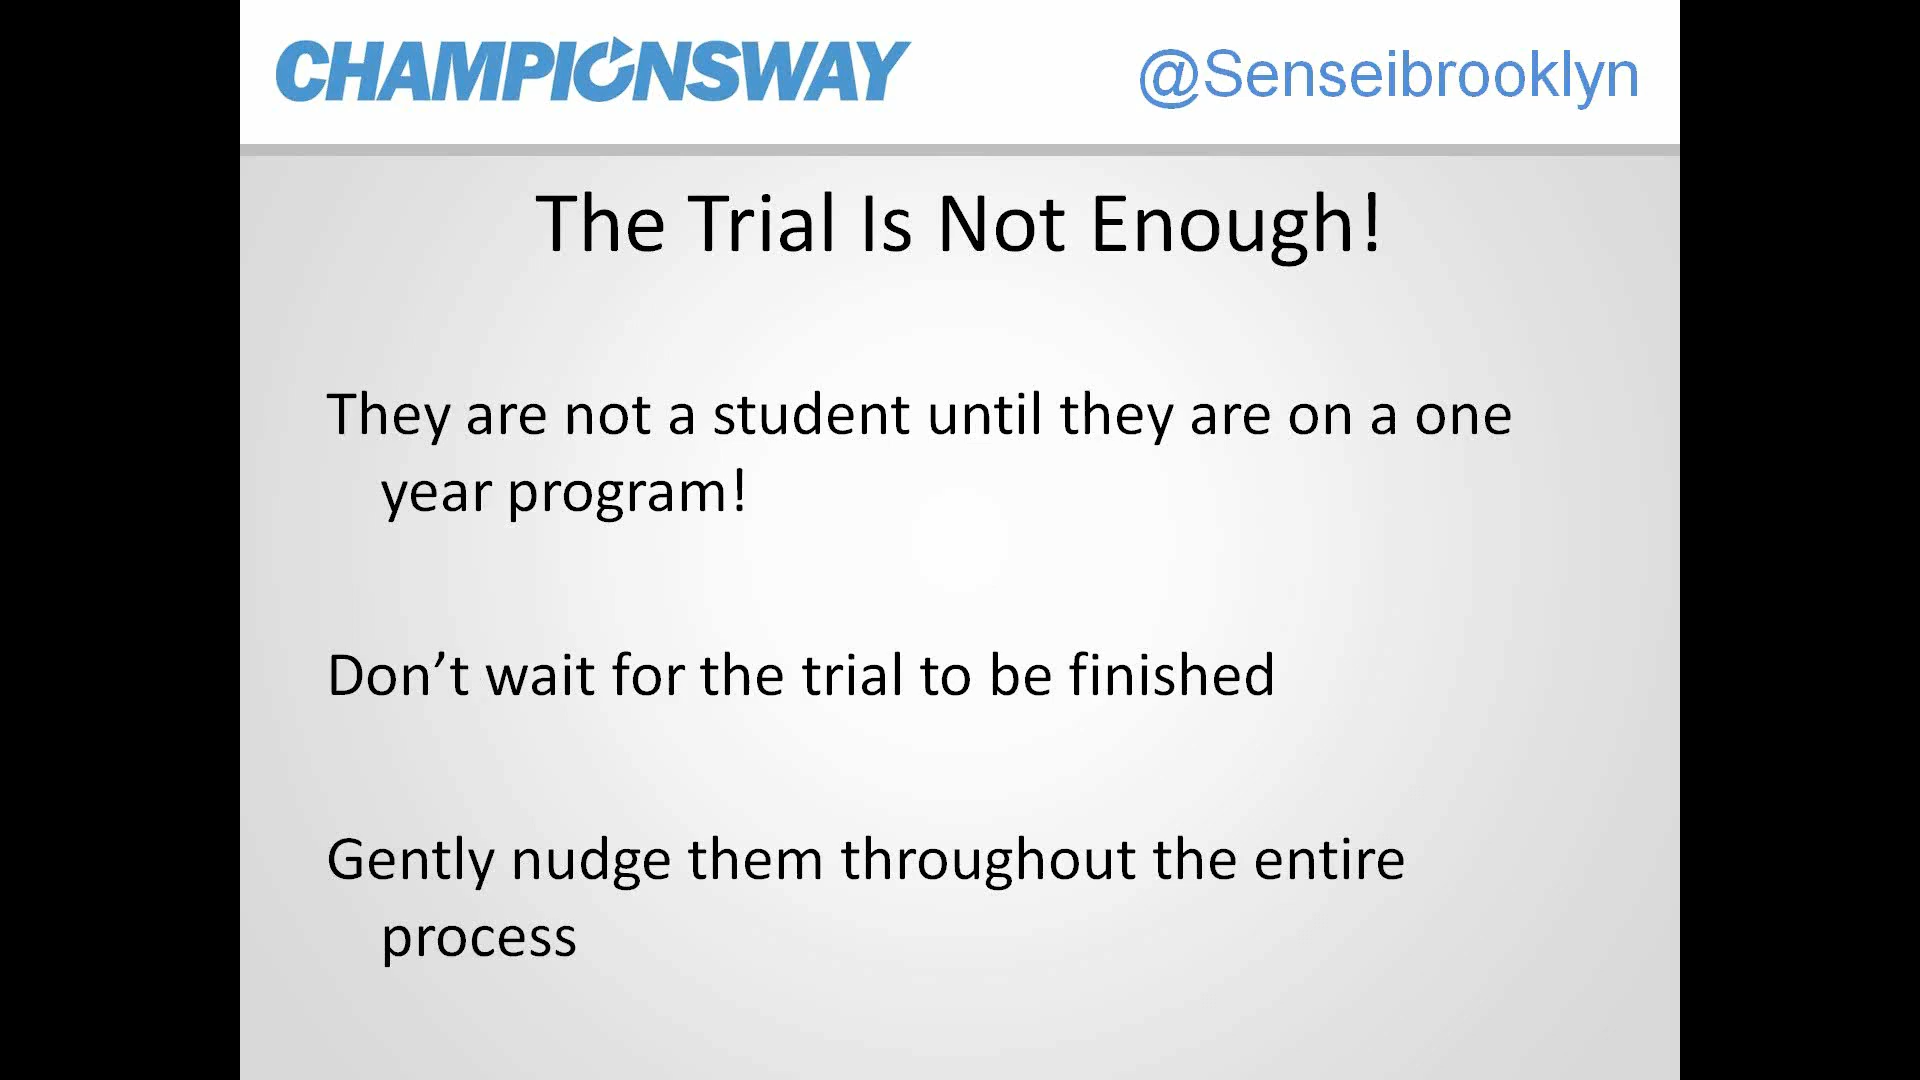 CHAMPIONSWAY
@Senseibrooklyn
The Trial Is Not Enough!
They are not a student until they are on a one
year program!
Don’t wait for the trial to be finished
Gently nudge them throughout the entire
process